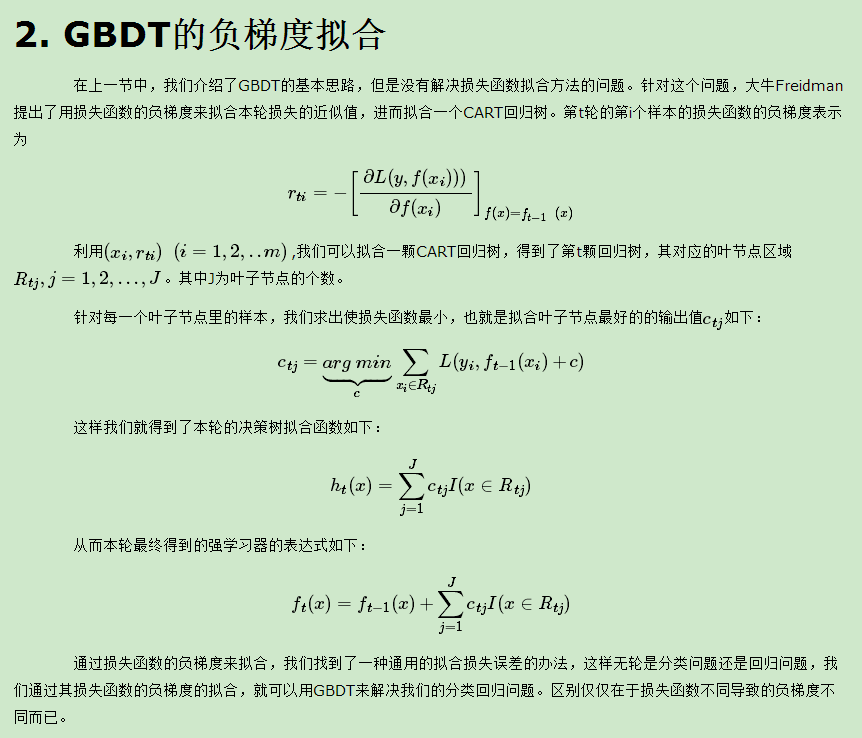 2. GBDT的负梯度拟合
在上一节中，我们介绍了GBDT的基本思路，但是没有解决损失函数拟合方法的问题。针对这个问题，大牛Freidman
提出了用损失函数的负梯度来拟合本轮损失的近似值，进而拟合一个CART回归树。第t轮的第i个样本的损失函数的负梯度表示
为
$$r_{ti} = -\left[\frac{\partial L(y, f(x_i)))}{\partial f(x_i)}\right]_{f(x)=f_{t-1}\;\;(x)}$$
利用$(x_i,r_{ti})\;\;(i=1,2,..m)$,我们可以拟合一颗CART回归树，得到了第t颗回归树，其对应的叶节点区域
$R_{tj}, j=1,2,...,J$。其中J为叶子节点的个数。
针对每一个叶子节点里的样本，我们求出使损失函数最小，也就是拟合叶子节点最好的的输出值$c_{tj}$如下：
$$c_{tj} = \underbrace{arg\; min}_{c}\sum\limits_{x_i \in R_{tj}} L(y_i,f_{t-1}(x_i) +c)$$
这样我们就得到了本轮的决策树拟合函数如下：
$$h_t(x) = \sum\limits_{j=1}^{J}c_{tj}I(x \in R_{tj})$$
从而本轮最终得到的强学习器的表达式如下：
$$f_{t}(x) = f_{t-1}(x) + \sum\limits_{j=1}^{J}c_{tj}I(x \in R_{tj})$$
通过损失函数的负梯度来拟合，我们找到了一种通用的拟合损失误差的办法，这样无轮是分类问题还是回归问题，我
们通过其损失函数的负梯度的拟合，就可以用GBDT来解决我们的分类回归问题。区别仅仅在于损失函数不同导致的负梯度不
同而已。